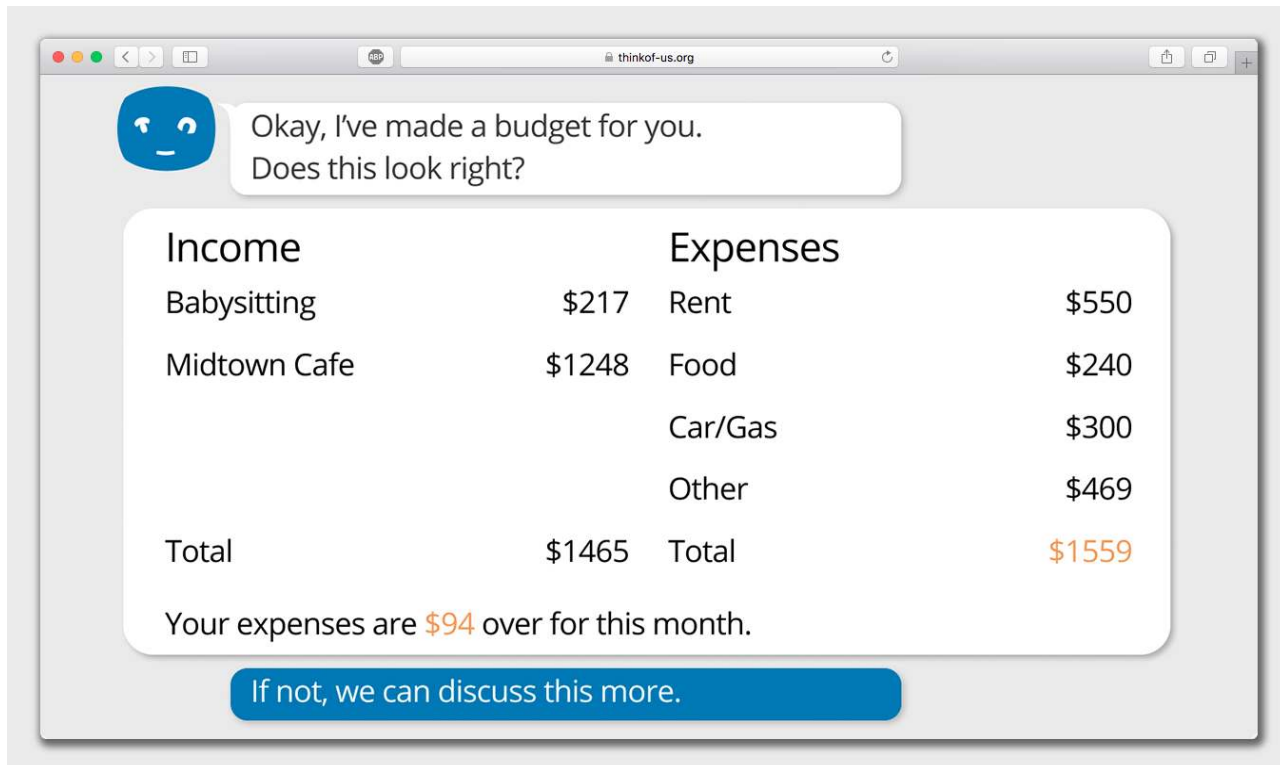 ABP
thinkof-us.org
Okay, I’ve made a budget for you.
Does this look right?
Income
Expenses
Babysitting $217 Rent $550
Midtown Cafe $1248 Food $240
Car/Gas $300
Other $469
Total $1465 Total $1559
Your expenses are $94 over for this month.
If not, we can discuss this more.